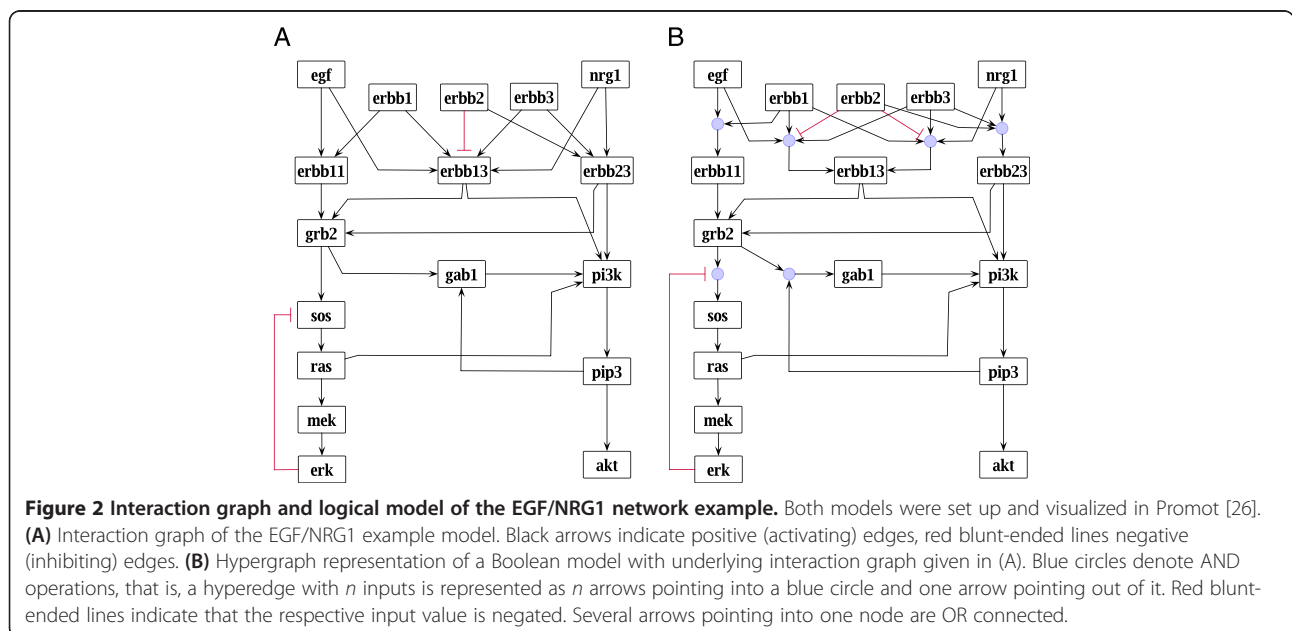 A
B
egf
nrg1
erbb1
erbb2
erbb3
erbb11
erbb13
erbb23
grb2
gab1
pi3k
sos
ras
pip3
mek
erk
akt
egf
nrg1
erbb1
erbb2
erbb3
erbb11
erbb13
erbb23
grb2
gab1
pi3k
sos
ras
pip3
mek
erk
akt
Figure 2 Interaction graph and logical model of the EGF/NRG1 network example. Both models were set up and visualized in Promot [26].
(A) Interaction graph of the EGF/NRG1 example model. Black arrows indicate positive (activating) edges, red blunt-ended lines negative
(inhibiting) edges. (B) Hypergraph representation of a Boolean model with underlying interaction graph given in (A). Blue circles denote AND
operations, that is, a hyperedge with n inputs is represented as n arrows pointing into a blue circle and one arrow pointing out of it. Red blunt-
ended lines indicate that the respective input value is negated. Several arrows pointing into one node are OR connected.